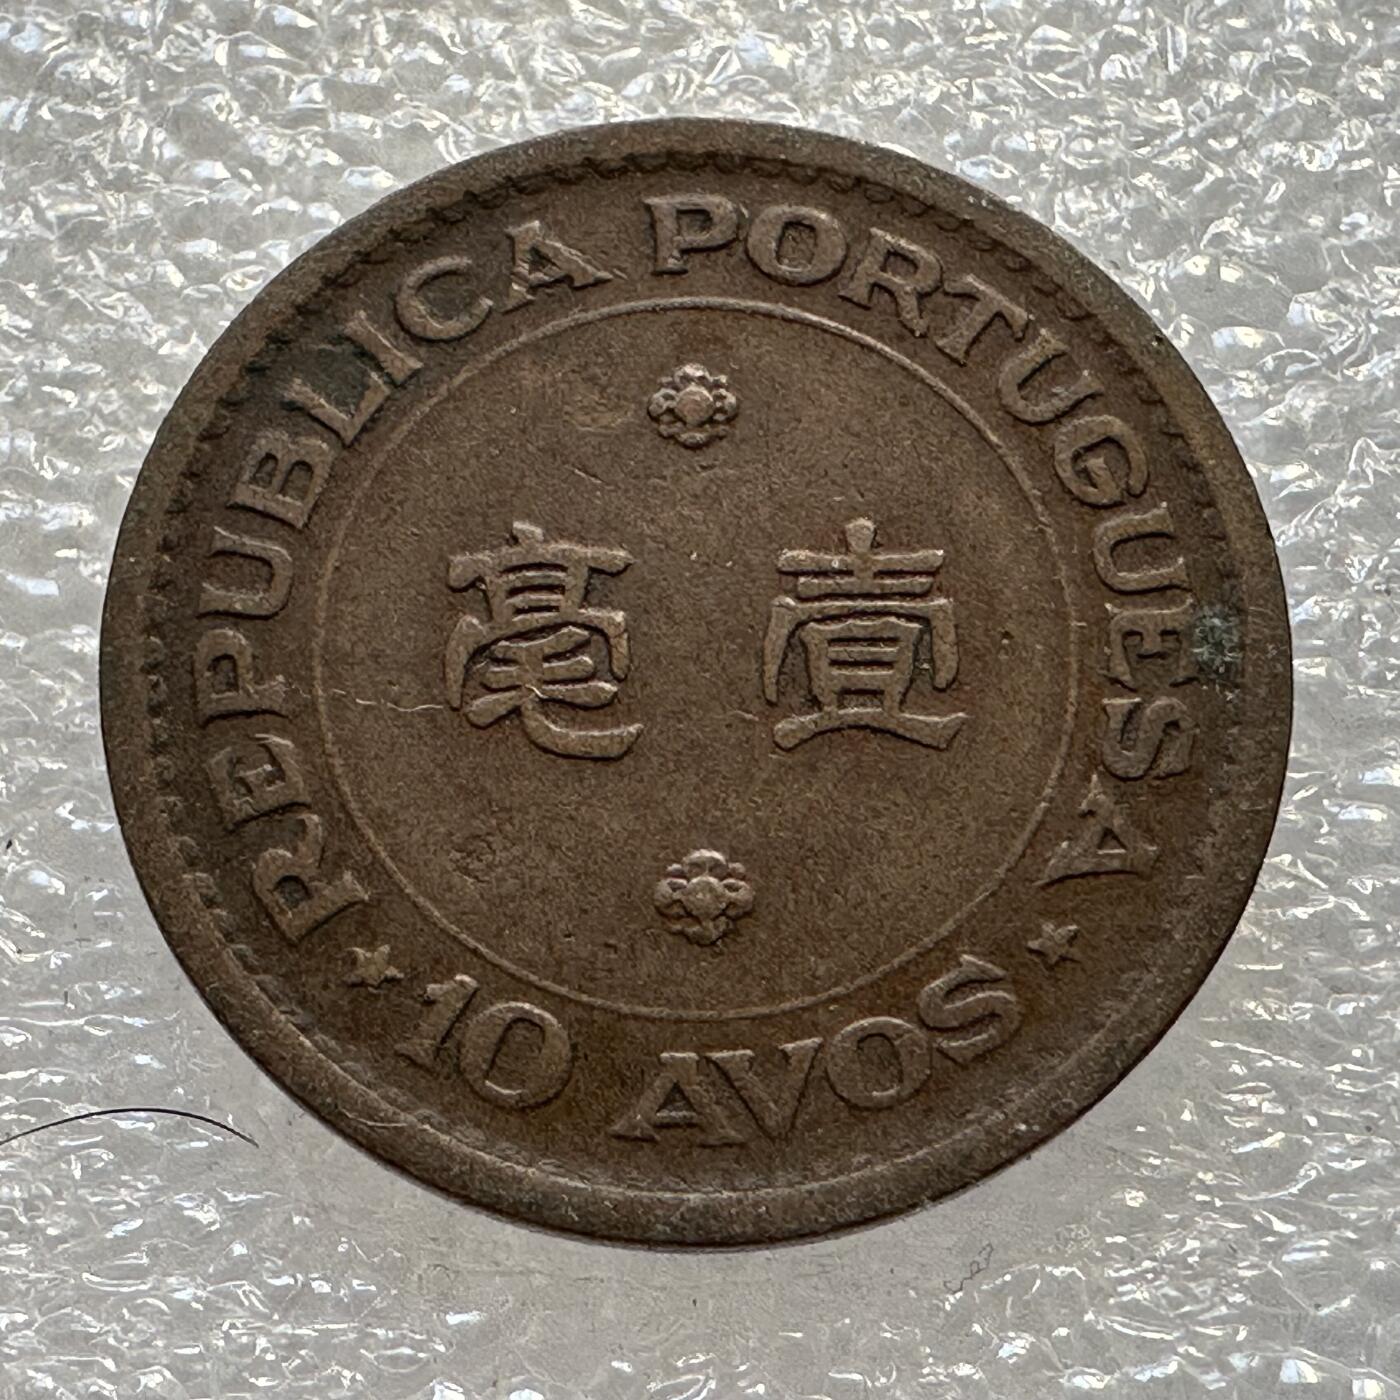 REPUBLICA PORTUGUESA
壹毫
★ 10 AVOS ★